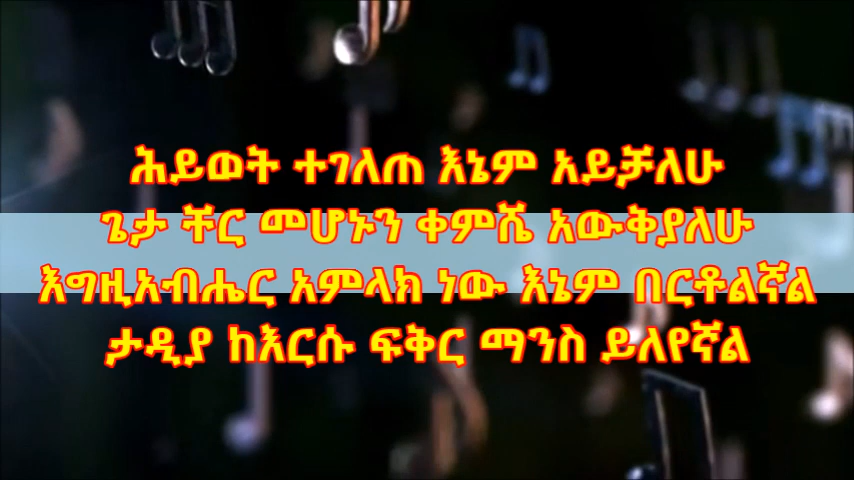 ሕይወት ተገለጠ እኔም አይቻለሁ
ጌታ ቸር መሆኑን ቀምሼ አውቅያለሁ
እግዚአብሔር አምላክ ነው እኔም በርቶልኛል
ታዲያ ከእርሱ ፍቅር ማንስ ይለየኛል